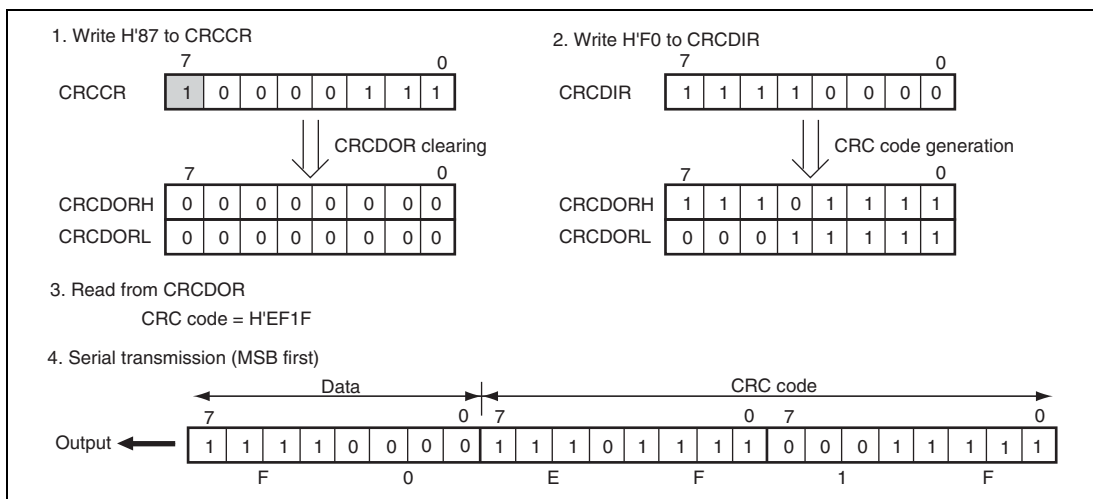 1. Write H'87 to CRCCR
7 0
CRCCR 1 0 0 0 0 1 1 1
CRCDOR clearing
7 0
CRCDORH 0 0 0 0 0 0 0 0
CRCDORL 0 0 0 0 0 0 0 0
2. Write H'F0 to CRCDIR
7 0
CRCDIR 1 1 1 1 0 0 0 0
CRC code generation
7 0
CRCDORH 1 1 1 0 1 1 1 1
CRCDORL 0 0 0 1 1 1 1 1
3. Read from CRCDOR
CRC code = H'EF1F
4. Serial transmission (MSB first)
Data CRC code
7 0 7 0 7 0
Output 1 1 1 1 0 0 0 0 1 1 1 0 1 1 1 1 0 0 0 1 1 1 1 1
F 0 E F 1 F